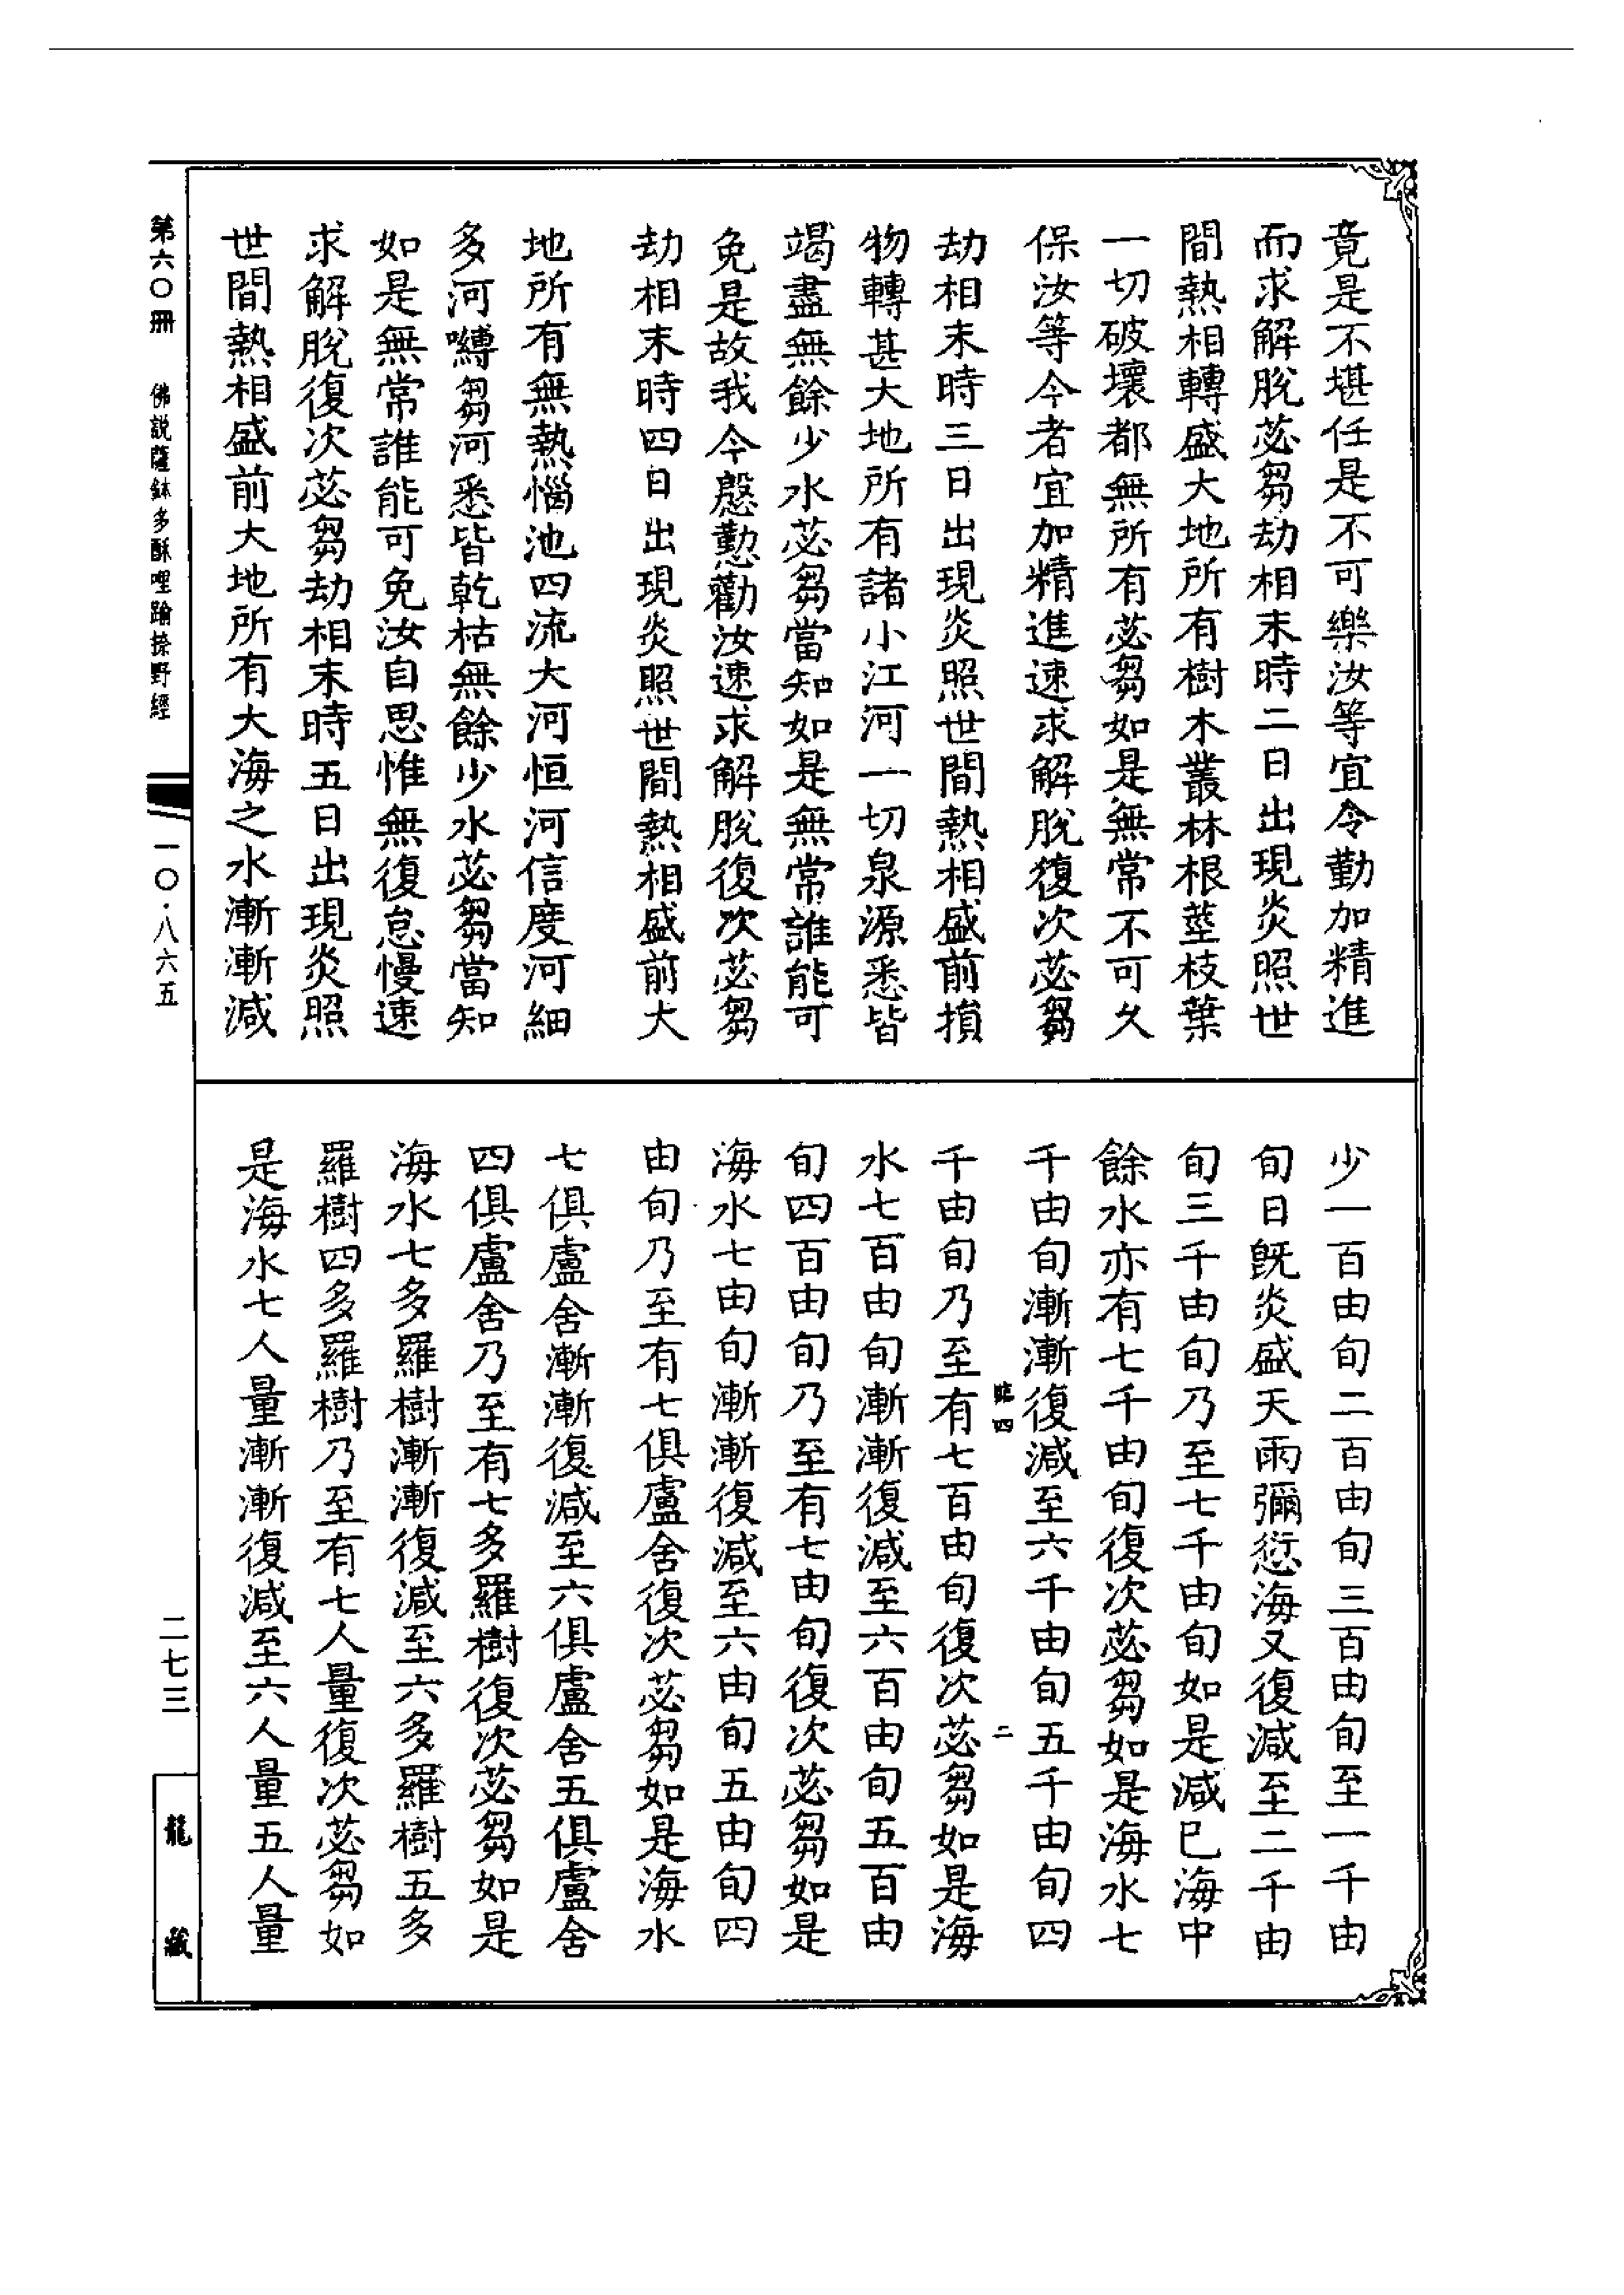 竟是不堪任是不可樂汝等宜令勤加精進
而求解脫苾芻劫相末時二日出現炎照世
間熱相轉盛大地所有樹木叢林根莖枝葉
一切破壞都無所有苾芻如是無常不可久
保汝等今者宜加精進速求解脫復次苾芻
劫相末時三日出現炎照世間熱相盛前損
物轉甚大地所有諸小江河一切泉源悉皆
竭盡無餘少水苾芻當知如是無常誰能可
免是故我今慇懃勸汝速求解脫復次苾芻
劫相末時四日出現炎照世間熱相盛前大
地所有無熱惱池四流大河恒河信度河細
多河嚩芻河悉皆乾枯無餘少水苾芻當知
如是無常誰能可免汝自思惟無復怠慢速
求解脫復次苾芻劫相末時五日出現炎照
世間熱相盛前大地所有大海之水漸漸減
少一百由旬二百由旬三百由旬至一千由
旬日既炎盛天雨彌愆海又復減至二千由
旬三千由旬乃至七千由旬如是減已海中
餘水亦有七千由旬復次苾芻如是海水七
千由旬漸漸復減至六千由旬五千由旬四
千由旬乃至有七百由旬復次苾芻如是海
水七百由旬漸漸復減至六百由旬五百由
旬四百由旬乃至有七由旬復次苾芻如是
海水七由旬漸漸復減至六由旬五由旬四
由旬乃至有七俱盧舍復次苾芻如是海水
七俱盧舍漸漸復減至六俱盧舍五俱盧舍
四俱盧舍乃至有七多羅樹復次苾芻如是
海水七多羅樹漸漸復減至六多羅樹五多
羅樹四多羅樹乃至有七人量復次苾芻如
是海水七人量漸漸復減至六人量五人量
第六〇冊 佛說薩鉢多酥哩踰捺野經
一〇·八六五
二七三
龍藏